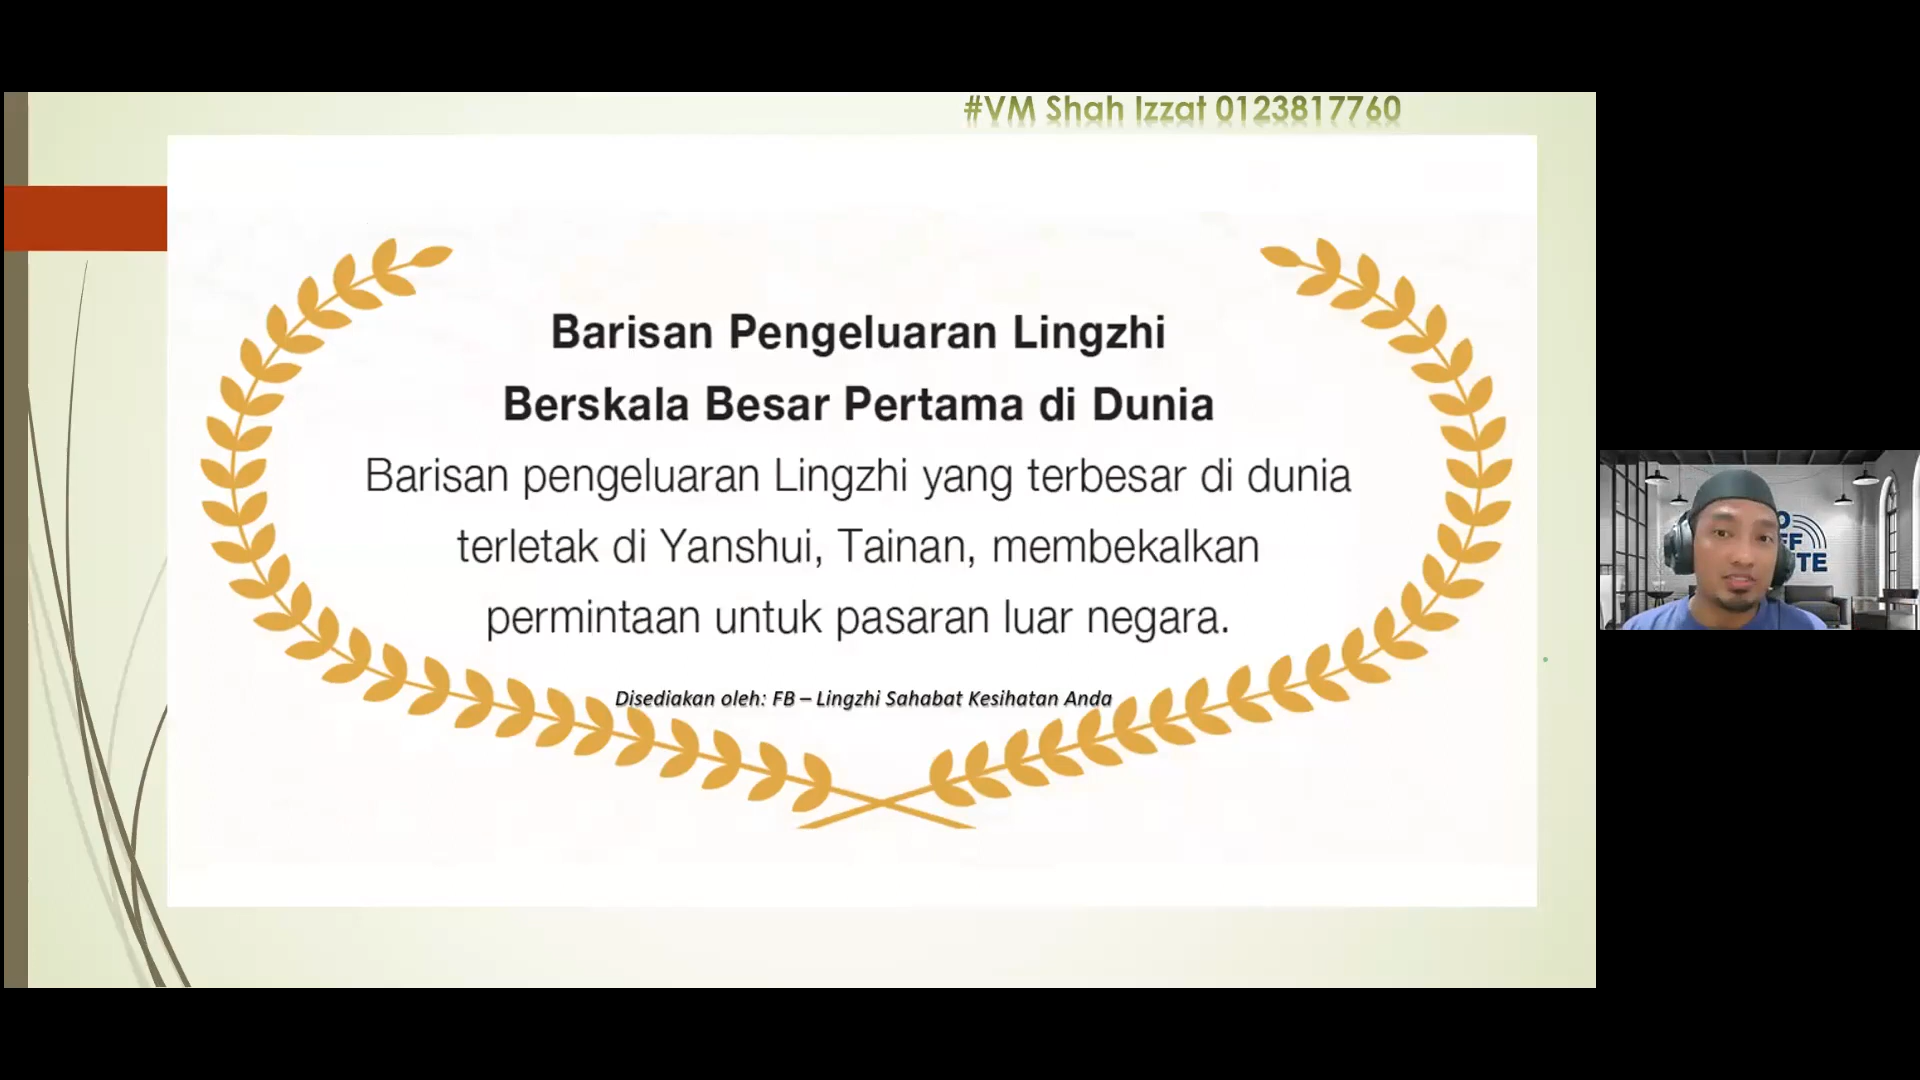 #VM Shah Izzat 0123817760
Barisan Pengeluaran Lingzhi
Berskala Besar Pertama di Dunia
Barisan pengeluaran Lingzhi yang terbesar di dunia
terletak di Yanshui, Tainan, membekalkan
permintaan untuk pasaran luar negara.
Disediakan oleh: FB – Lingzhi Sahabat Kesihatan Anda